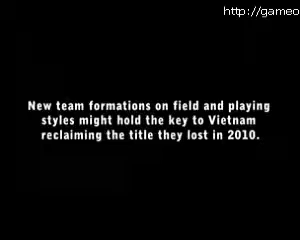 http://gameo
New team formations on field and playing
styles might hold the key to Vietnam
reclaiming the title they lost in 2010.